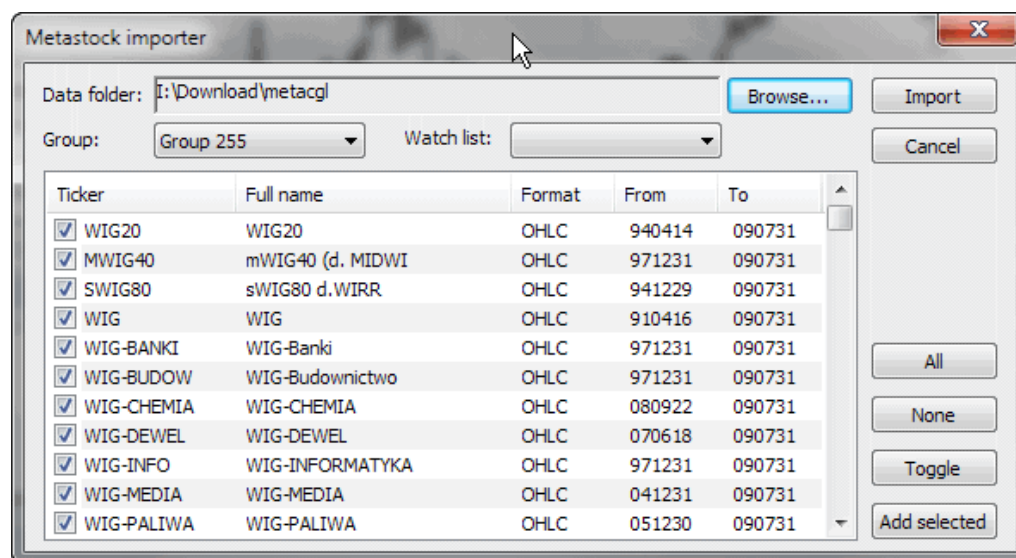 Metastock importer
Data folder: I:\Download\metacgl Browse... Import
Group: Group 255 Watch list: Cancel
Ticker Full name Format From To
WIG20 WIG20 OHLC 940414 090731
MWIG40 mWIG40 (d. MIDWI OHLC 971231 090731
SWIG80 sWIG80 d.WIRR OHLC 941229 090731
WIG WIG OHLC 910416 090731
WIG-BANKI WIG-Banki OHLC 971231 090731
WIG-BUDOW WIG-Budownictwo OHLC 971231 090731
WIG-CHEMIA WIG-CHEMIA OHLC 080922 090731
WIG-DEWEL WIG-DEWEL OHLC 070618 090731
WIG-INFO WIG-INFORMATYKA OHLC 971231 090731
WIG-MEDIA WIG-MEDIA OHLC 041231 090731
WIG-PALIWA WIG-PALIWA OHLC 051230 090731
All
None
Toggle
Add selected